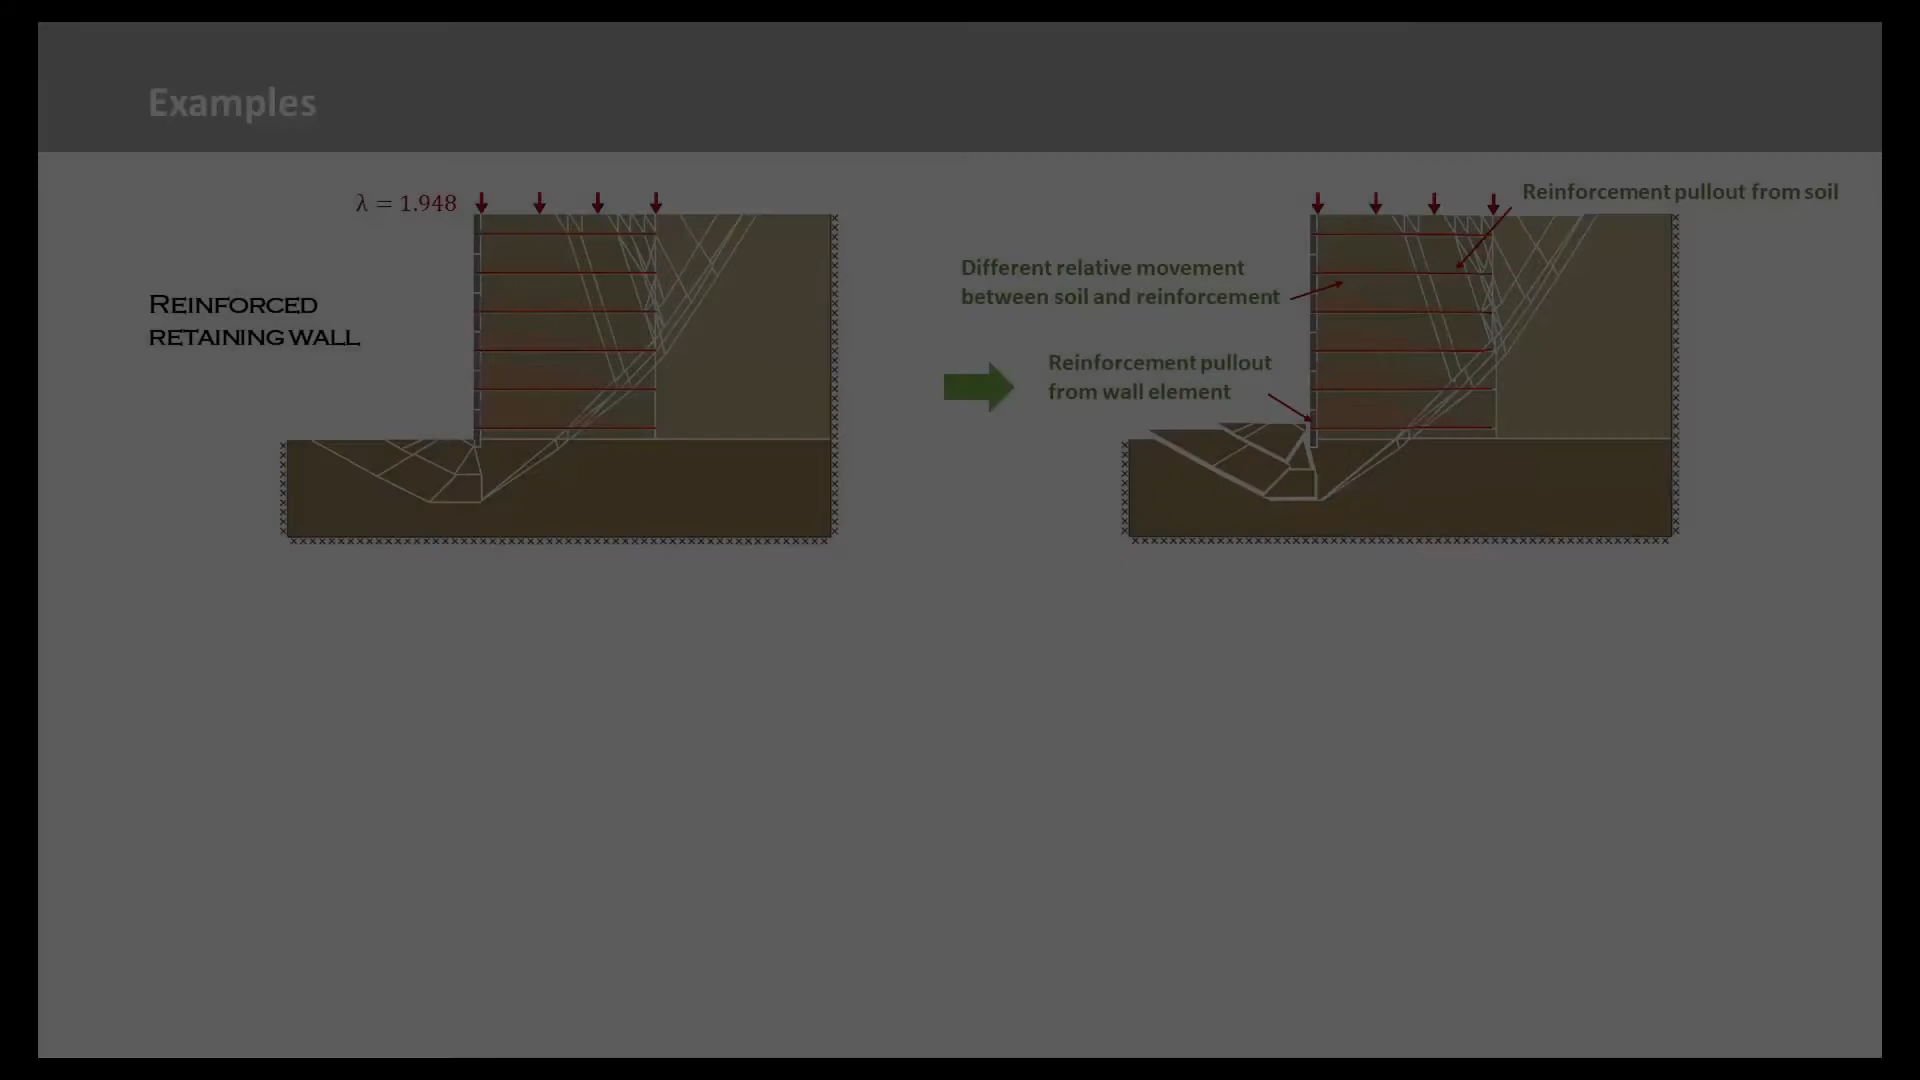 Examples
λ = 1.948
REINFORCED
RETAINING WALL
Reinforcement pullout from soil
Different relative movement
between soil and reinforcement
Reinforcement pullout
from wall element